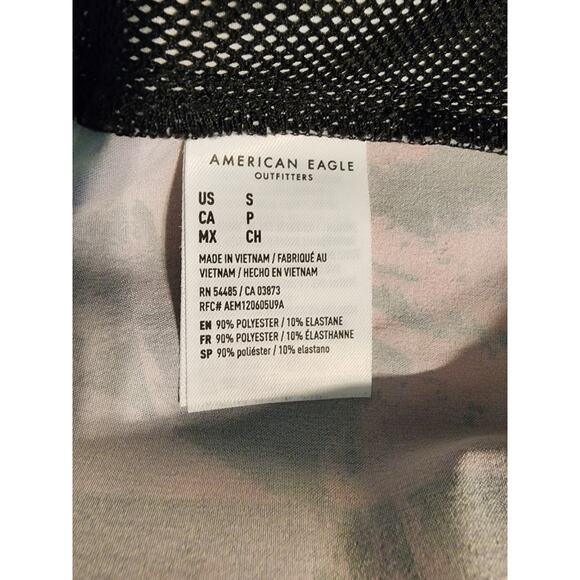 AMERICAN EAGLE
OUTFITTERS
US S
CA P
MX CH
MADE IN VIETNAM / FABRIQUÉ AU
VIETNAM / HECHO EN VIETNAM
RN 54485 / CA 03873
RFC# AEM120605U9A
EN 90% POLYESTER / 10% ELASTANE
FR 90% POLYESTER / 10% ÉLASTHANNE
SP 90% poliéster / 10% elastano